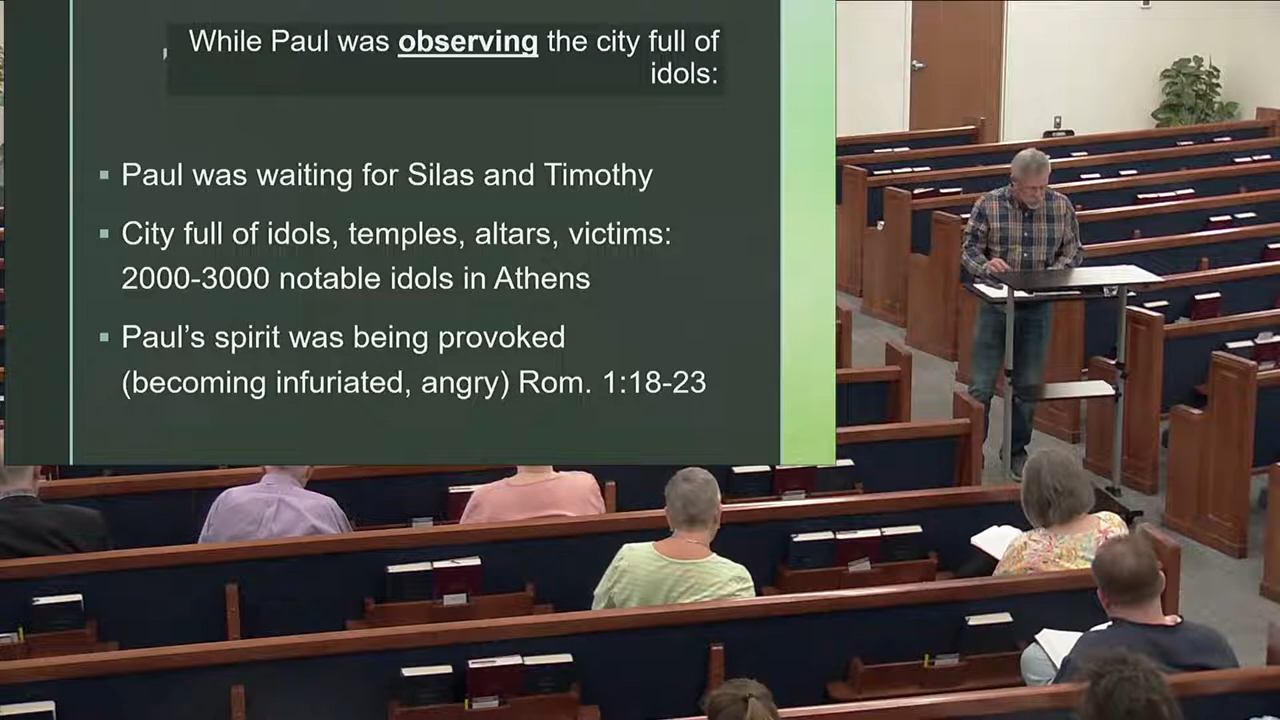 While Paul was observing the city full of
idols:
▪ Paul was waiting for Silas and Timothy
▪ City full of idols, temples, altars, victims:
2000-3000 notable idols in Athens
▪ Paul’s spirit was being provoked
(becoming infuriated, angry) Rom. 1:18-23